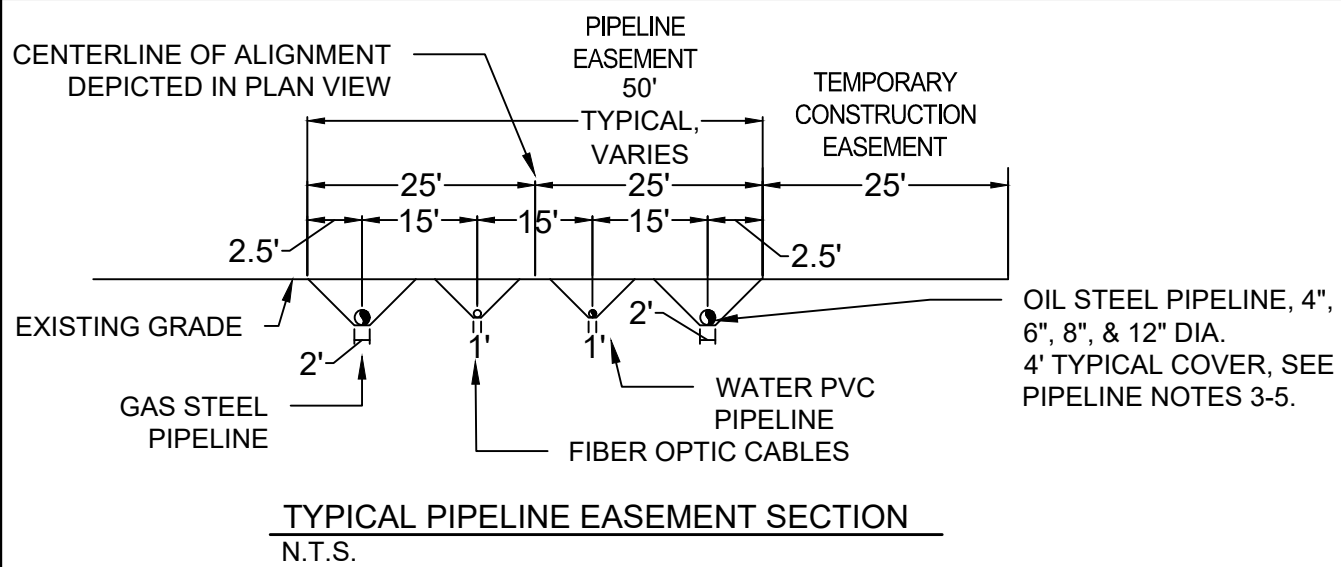 CENTERLINE OF ALIGNMENT
DEPICTED IN PLAN VIEW
PIPELINE
EASEMENT
50'
TYPICAL,
VARIES
TEMPORARY
CONSTRUCTION
EASEMENT
25'
25'
25'
2.5'
15'
15'
15'
2.5'
EXISTING GRADE
2'
1'
1'
2'
GAS STEEL
PIPELINE
FIBER OPTIC CABLES
WATER PVC
PIPELINE
OIL STEEL PIPELINE, 4",
6", 8", & 12" DIA.
4' TYPICAL COVER, SEE
PIPELINE NOTES 3-5.
TYPICAL PIPELINE EASEMENT SECTION
N.T.S.